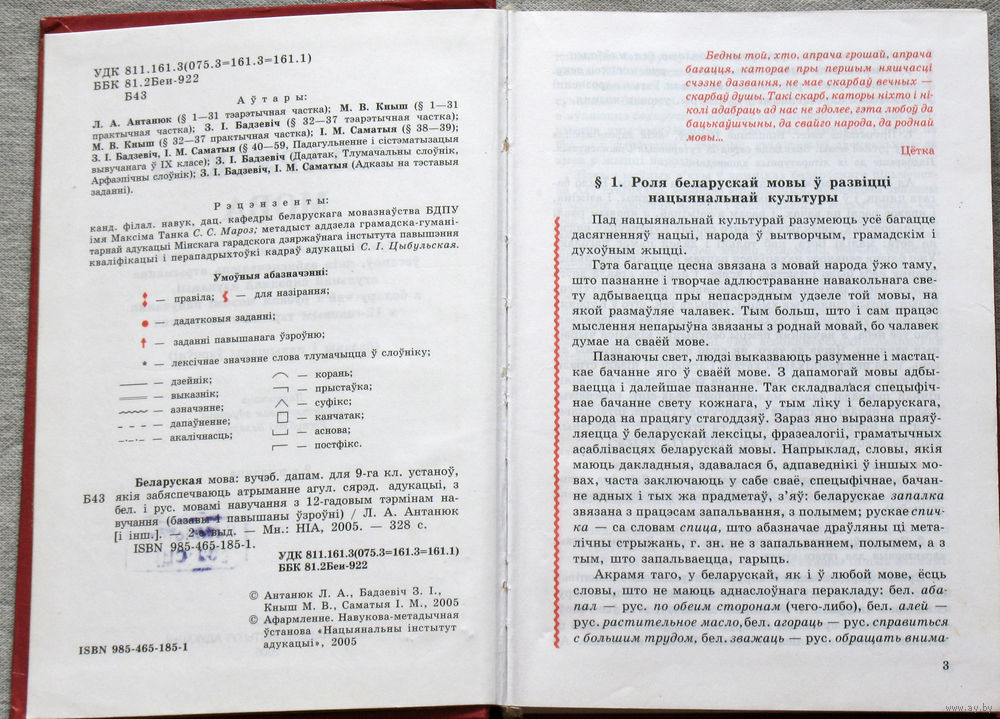 УДК 811.161.3(075.3=161.3=161.1)
ББК 81.2Беи-922
Б43
Аўтары:
Л. А. Антанюк (§ 1—31 тэарэтычная частка); М. В. Кныш (§ 1—31
практычная частка); З. І. Бадзевіч (§ 32—37 тэарэтычная частка);
М. В. Кныш (§ 32—37 практычная частка); І. М. Саматыя (§ 38—39);
З. І. Бадзевіч, І. М. Саматыя (§ 40—59, Падагульненне і сістэматызацыя
вывучанага ў IX класе); З. І. Бадзевіч (Дадатак, Тлумачальны слоўнік,
Арфаэпічны слоўнік); З. І. Бадзевіч, І. М. Саматыя (Адказы на тэставыя
заданні).
Рэцэнзенты:
канд. філал. навук, дац. кафедры беларускага мовазнаўства БДПУ
імя Максіма Танка С. С. Мароз; метадыст аддзела грамадска-гумані-
тарнай адукацыі Мінскага гарадскога дзяржаўнага інстытута павышэння
кваліфікацыі і перападрыхтоўкі кадраў адукацыі С. І. Цыбульская.
Умоўныя абазначэнні:
— правіла; — для назірання;
— дадатковыя заданні;
— заданні павышанага ўзроўню;
* — лексічнае значэнне слова тлумачыцца ў слоўніку;
— дзейнік;
— выказнік;
— азначэнне;
— дапаўненне;
— акалічнасць;
— корань;
— прыстаўка;
— суфікс;
— канчатак;
— аснова;
— постфікс.
Беларуская мова: вучэб. дапам. для 9-га кл. устаноў,
Б43 якія забяспечваюць атрыманне агул. сярэд. адукацыі, з
бел. і рус. мовамі навучання з 12-гадовым тэрмінам на-
вучання (базавы і павышаны ўзроўні) / Л. А. Антанюк
[і інш.]. — 2-е выд. — Мн.: НІА, 2005. — 328 с.
ISBN 985-465-185-1.
УДК 811.161.3(075.3=161.3=161.1)
ББК 81.2Беи-922
© Антанюк Л. А., Бадзевіч З. І.,
Кныш М. В., Саматыя І. М., 2005
© Афармленне. Навукова-метадычная
ўстанова «Нацыянальны інстытут
адукацыі», 2005
ISBN 985-465-185-1
Бедны той, хто, апрача грошай, апрача
багацця, каторае пры першым няшчасці
счэзне дазвання, не мае скарбаў вечных —
скарбаў душы. Такі скарб, каторы ніхто і ні-
колі адабраць ад нас не здолее, гэта любоў да
бацькаўшчыны, да свайго народа, да роднай
мовы...
Цётка
§ 1. Роля беларускай мовы ў развіцці
нацыянальнай культуры
Пад нацыянальнай культурай разумеюць усё багацце
дасягненняў нацыі, народа ў вытворчым, грамадскім і
духоўным жыцці.
Гэта багацце цесна звязана з мовай народа ўжо таму,
што пазнанне і творчае адлюстраванне навакольнага све-
ту адбываецца пры непасрэдным удзеле той мовы, на
якой размаўляе чалавек. Тым больш, што і сам працэс
мыслення непарыўна звязаны з роднай мовай, бо чалавек
думае на сваёй мове.
Пазнаючы свет, людзі выказваюць разуменне і мастац-
кае бачанне яго ў сваёй мове. З дапамогай мовы адбы-
ваецца і далейшае пазнанне. Так складвалася спецыфіч-
нае бачанне свету кожнага, у тым ліку і беларускага,
народа на працягу стагоддзяў. Зараз яно выразна праяў-
ляецца ў беларускай лексіцы, фразеалогіі, граматычных
асаблівасцях беларускай мовы. Напрыклад, словы, якія
маюць дакладныя, здавалася б, адпаведнікі ў іншых мо-
вах, часта заключаюць у сабе сваё, спецыфічнае, бачан-
не адных і тых жа прадметаў, з’яў: беларускае запалка
звязана з працэсам запальвання, з полымем; рускае спич-
ка — са словам спица, што абазначае драўляны ці мета-
лічны стрыжань, г. зн. не з запальваннем, полымем, а з
тым, што запальваецца, гарыць.
Акрамя таго, у беларускай, як і ў любой мове, ёсць
словы, што не маюць аднаслоўнага перакладу: бел. аба-
пал — рус. по обеим сторонам (чего-либо), бел. алей —
рус. растительное масло, бел. агораць — рус. справиться
с большим трудом, бел. зважаць — рус. обращать внима-
3
www.av.by